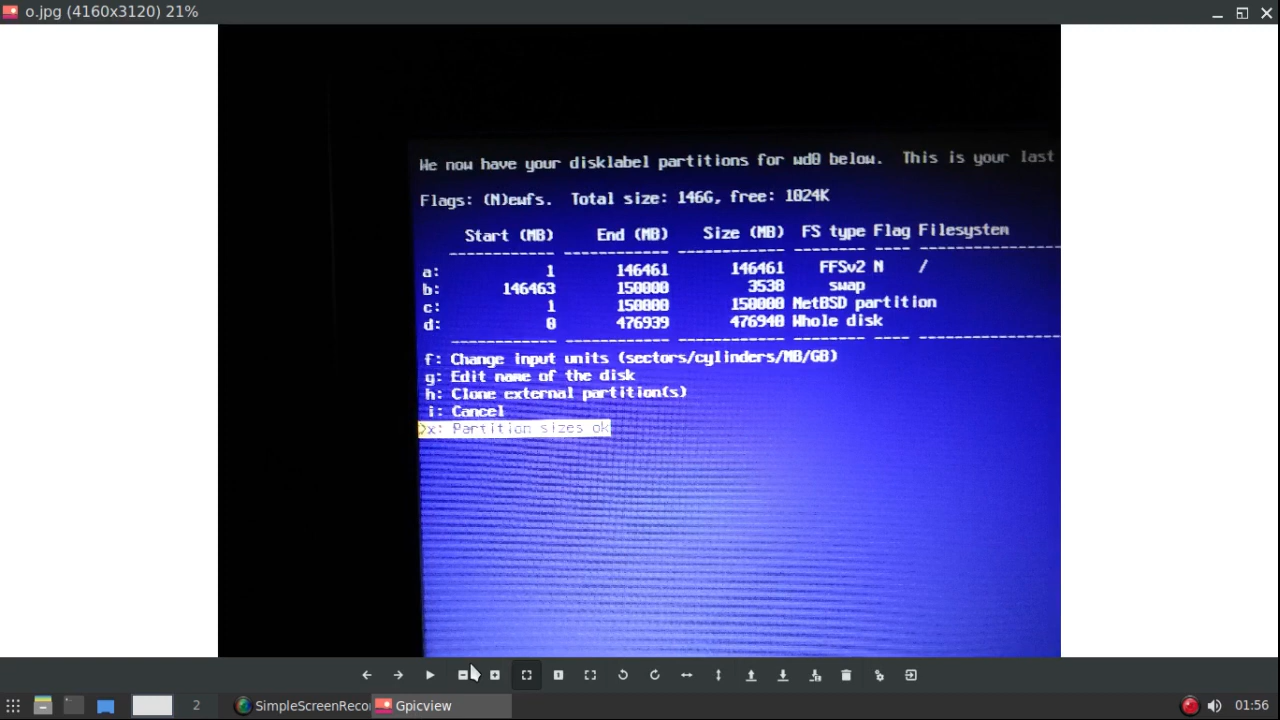 o.jpg (4160x3120) 21%
We now have your disklabel partitions for wd0 below.  This is your last
Flags: (N)ewfs.  Total size: 146G, free: 1024K
Start (MB) End (MB) Size (MB) FS type Flag Filesystem
a: 1 146461 146461 FFSv2 N /
b: 146463 150000 3538 swap
c: 1 150000 150000 NetBSD partition
d: 0 476939 476940 Whole disk
f: Change input units (sectors/cylinders/MB/GB)
g: Edit name of the disk
h: Clone external partition(s)
i: Cancel
>x: Partition sizes ok
2 SimpleScreenReco Gpicview 01:56